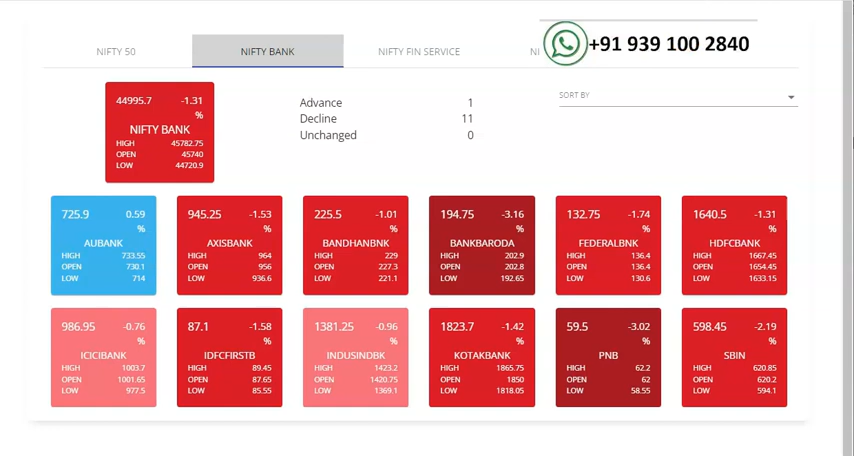 NIFTY 50 NIFTY BANK NIFTY FIN SERVICE NI +91 939 100 2840
44995.7 -1.31
%
NIFTY BANK
HIGH 45782.75
OPEN 45740
LOW 44720.9
Advance 1
Decline 11
Unchanged 0
SORT BY
725.9 0.59
%
AUBANK
HIGH 733.55
OPEN 730.1
LOW 714
945.25 -1.53
%
AXISBANK
HIGH 964
OPEN 956
LOW 936.6
225.5 -1.01
%
BANDHANBNK
HIGH 229
OPEN 227.3
LOW 221.1
194.75 -3.16
%
BANKBARODA
HIGH 202.9
OPEN 202.8
LOW 192.65
132.75 -1.74
%
FEDERALBNK
HIGH 136.4
OPEN 136.4
LOW 130.6
1640.5 -1.31
%
HDFCBANK
HIGH 1667.45
OPEN 1654.45
LOW 1633.15
986.95 -0.76
%
ICICIBANK
HIGH 1003.7
OPEN 1001.65
LOW 977.5
87.1 -1.58
%
IDFCFIRSTB
HIGH 89.45
OPEN 87.65
LOW 85.55
1381.25 -0.96
%
INDUSINDBK
HIGH 1423.2
OPEN 1420.75
LOW 1369.1
1823.7 -1.42
%
KOTAKBANK
HIGH 1865.75
OPEN 1850
LOW 1818.05
59.5 -3.02
%
PNB
HIGH 62.2
OPEN 62
LOW 58.55
598.45 -2.19
%
SBIN
HIGH 620.85
OPEN 620.2
LOW 594.1